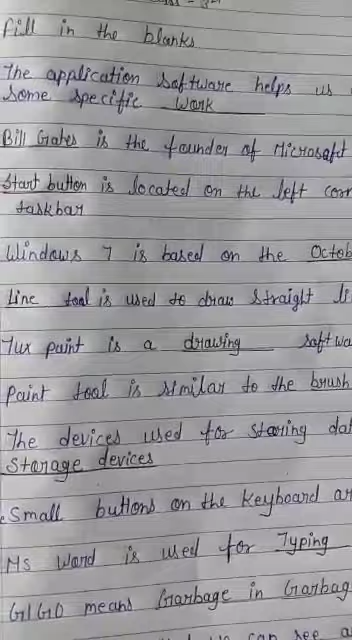 Fill in the blanks
The application software helps us
some specific work
Bill Gates is the founder of Microsoft
Start button is located on the left corn
taskbar
Windows 7 is based on the Octob
Line tool is used to draw straight li
Tux paint is a drawing softwa
Paint tool is similar to the brush
The devices used for storing dat
Storage devices
Small buttons on the keyboard ar
Ms Word is used for Typing
GIGO means Garbage in Garbag
can see a